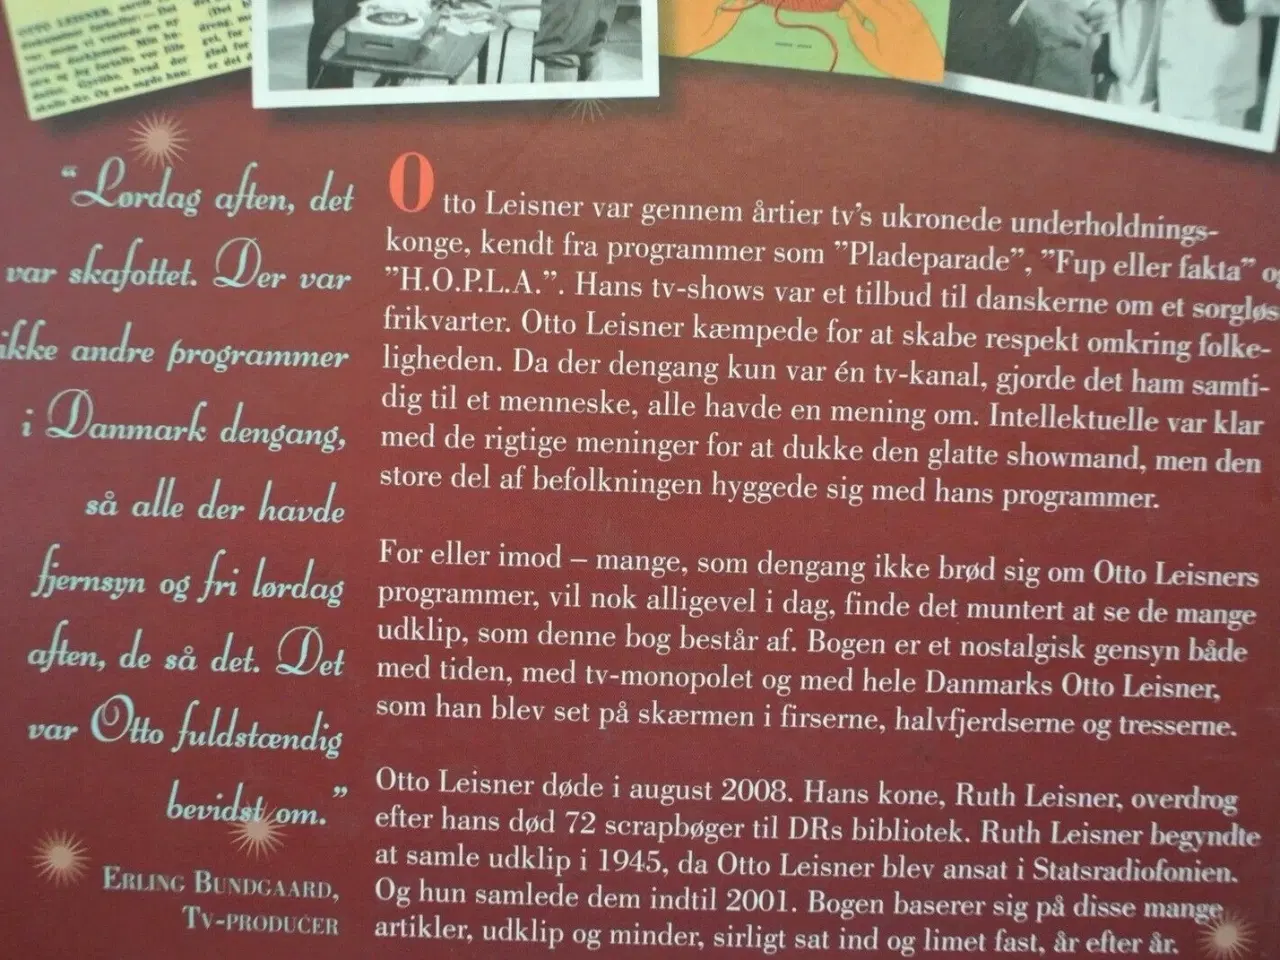 OTTO LEISNER, 
"Lørdag aften, det
var skafottet. Der var
ikke andre programmer
i Danmark dengang,
så alle der havde
fjernsyn og fri lørdag
aften, de så det. Det
var Otto fuldstændig
bevidst om."
ERLING BUNDGAARD,
TV-PRODUCER
Otto Leisner var gennem årtier tv's ukronede underholdnings-
konge, kendt fra programmer som "Pladeparade", "Fup eller fakta" og
"H.O.P.L.A.". Hans tv-shows var et tilbud til danskerne om et sorgløs
frikvarter. Otto Leisner kæmpede for at skabe respekt omkring folke-
ligheden. Da der dengang kun var én tv-kanal, gjorde det ham samti-
dig til et menneske, alle havde en mening om. Intellektuelle var klar
med de rigtige meninger for at dukke den glatte showmand, men den
store del af befolkningen hyggede sig med hans programmer.
For eller imod – mange, som dengang ikke brød sig om Otto Leisners
programmer, vil nok alligevel i dag, finde det muntert at se de mange
udklip, som denne bog består af. Bogen er et nostalgisk gensyn både
med tiden, med tv-monopolet og med hele Danmarks Otto Leisner,
som han blev set på skærmen i firserne, halvfjerdserne og tresserne.
Otto Leisner døde i august 2008. Hans kone, Ruth Leisner, overdrog
efter hans død 72 scrapbøger til DRs bibliotek. Ruth Leisner begyndte
at samle udklip i 1945, da Otto Leisner blev ansat i Statsradiofonien.
Og hun samlede dem indtil 2001. Bogen baserer sig på disse mange
artikler, udklip og minder, sirligt sat ind og limet fast, år efter år.